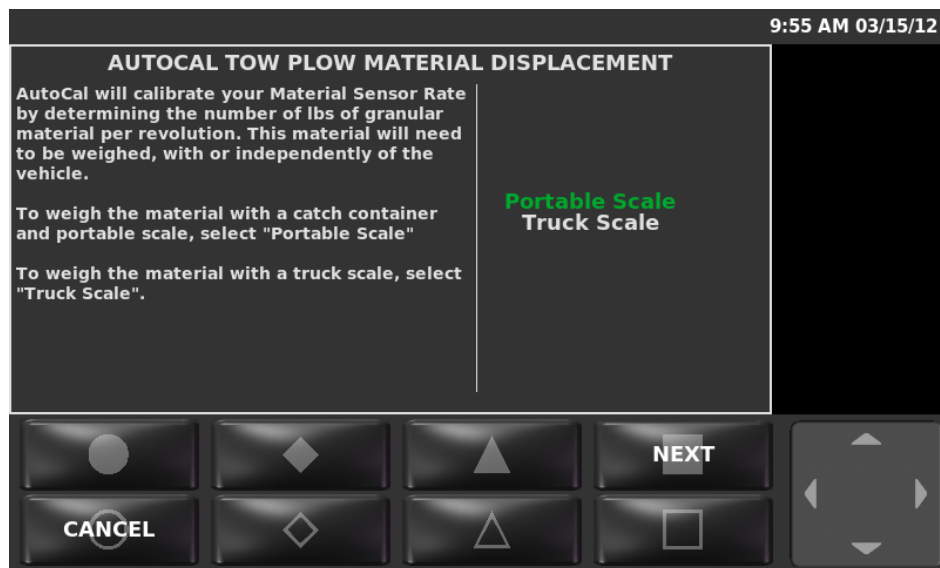 9:55 AM 03/15/12
AUTOCAL TOW PLOW MATERIAL DISPLACEMENT
AutoCal will calibrate your Material Sensor Rate
by determining the number of lbs of granular
material per revolution. This material will need
to be weighed, with or independently of the
vehicle.
To weigh the material with a catch container
and portable scale, select "Portable Scale"
To weigh the material with a truck scale, select
"Truck Scale".
Portable Scale
Truck Scale
NEXT
CANCEL